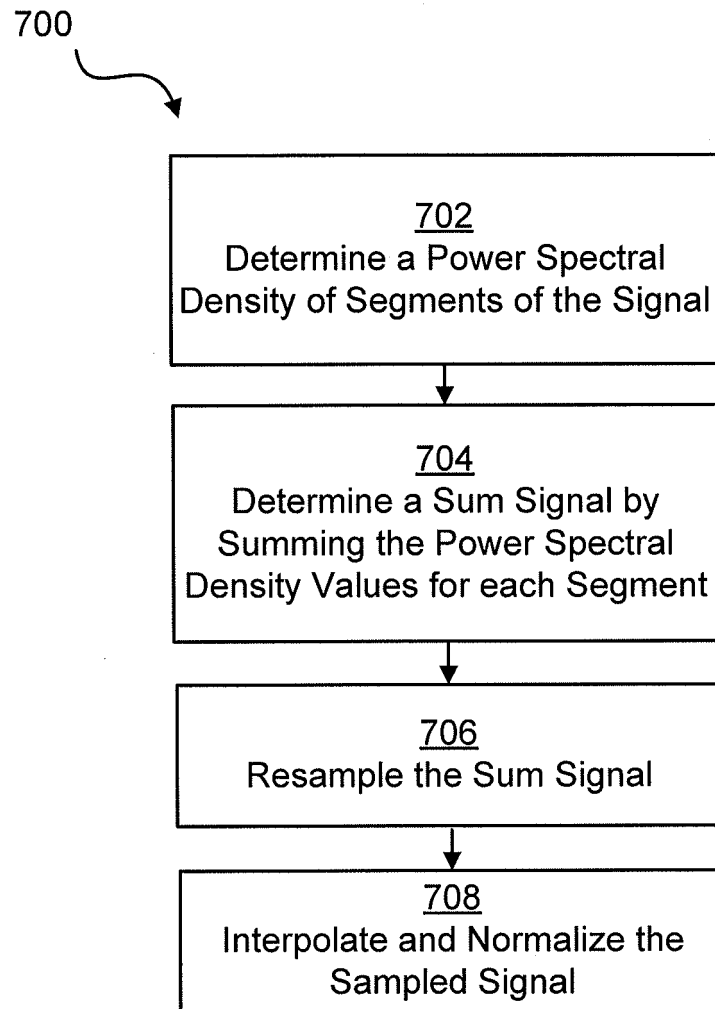 700
702
Determine a Power Spectral
Density of Segments of the Signal
704
Determine a Sum Signal by
Summing the Power Spectral
Density Values for each Segment
706
Resample the Sum Signal
708
Interpolate and Normalize the
Sampled Signal